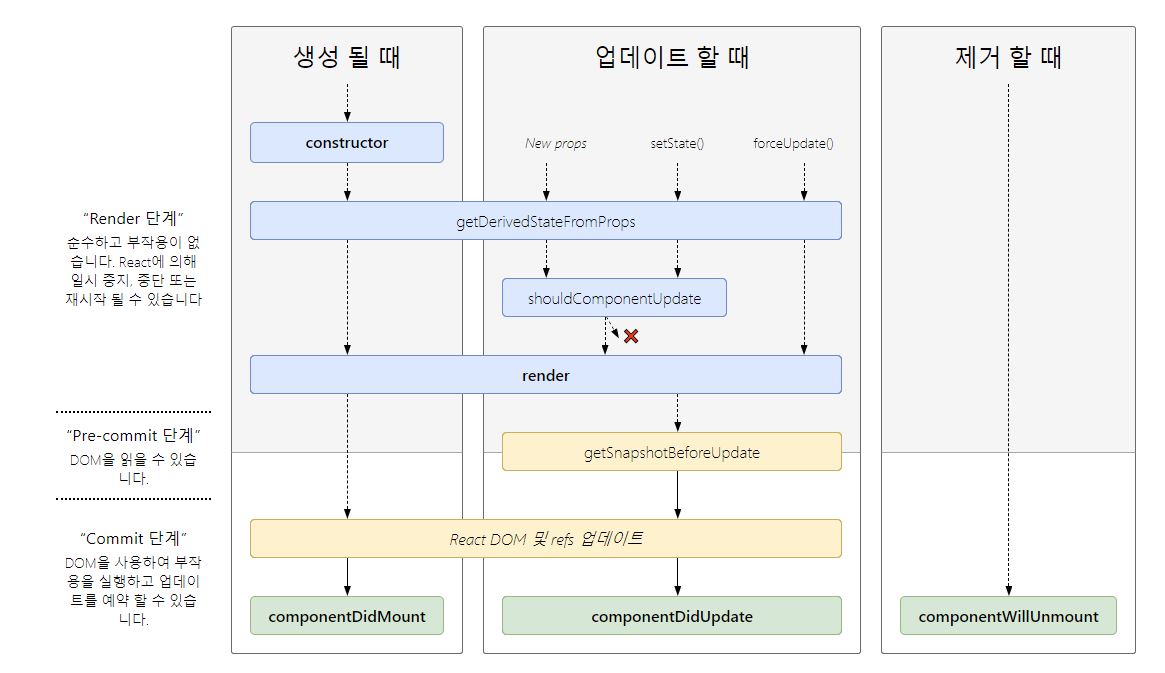 생성 될 때
업데이트 할 때
제거 할 때
constructor
New props
setState()
forceUpdate()
getDerivedStateFromProps
shouldComponentUpdate
render
getSnapshotBeforeUpdate
React DOM 및 refs 업데이트
componentDidMount
componentDidUpdate
componentWillUnmount
“Render 단계”
순수하고 부작용이 없
습니다. React에 의해
일시 중지, 중단 또는
재시작 될 수 있습니다
“Pre-commit 단계”
DOM을 읽을 수 있습
니다.
“Commit 단계”
DOM을 사용하여 부작
용을 실행하고 업데이
트를 예약 할 수 있습
니다.